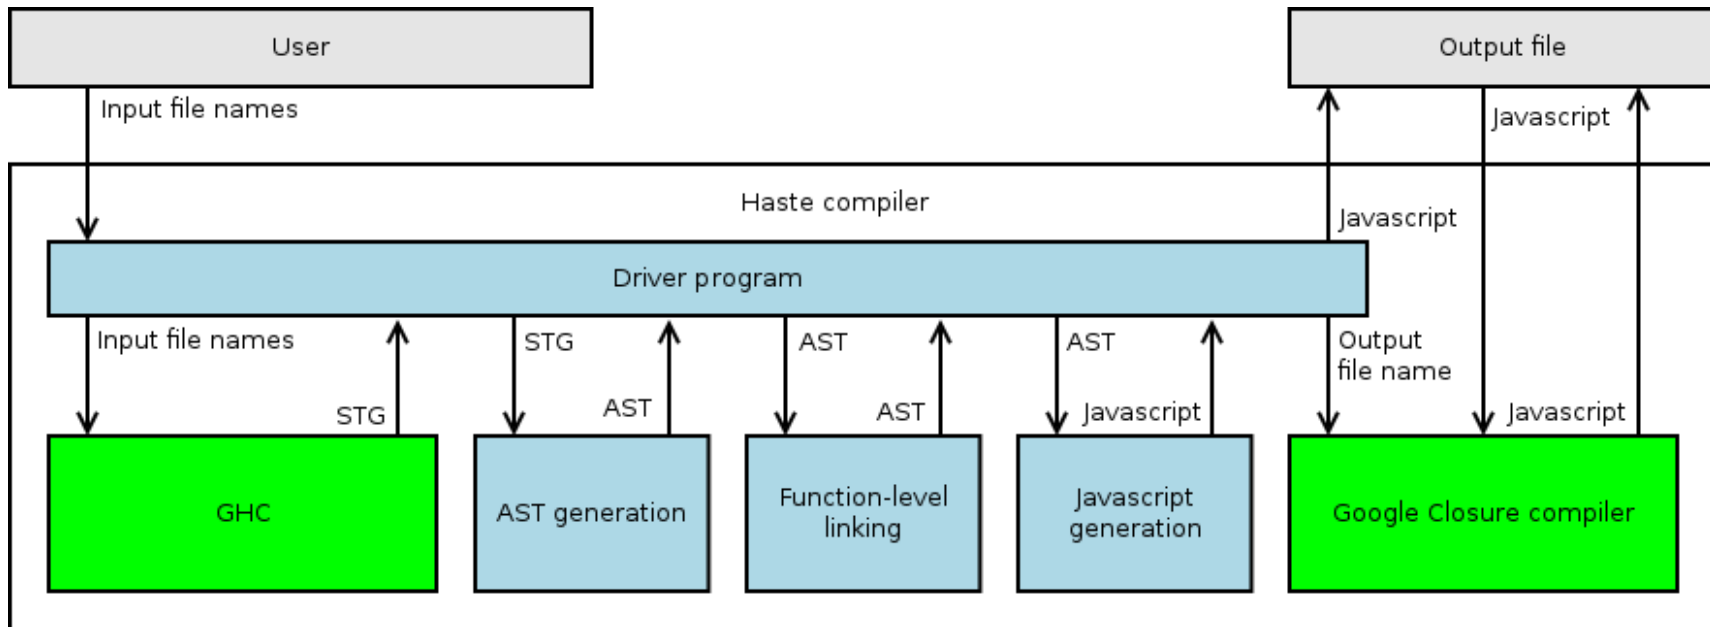 User
Output file
Input file names
Javascript
Haste compiler
Javascript
Driver program
Input file names
STG
AST
AST
Output
file name
STG
AST
AST
Javascript
Javascript
GHC
AST generation
Function-level
linking
Javascript
generation
Google Closure compiler